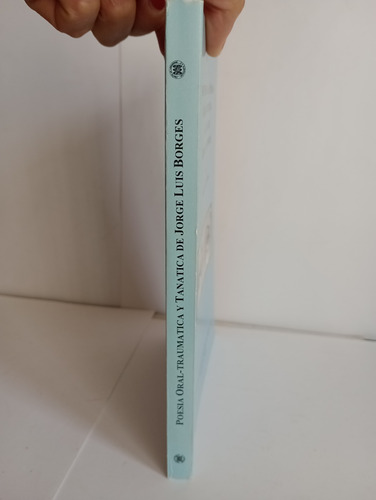 POESIA ORAL-TRAUMATICA Y TANATICA DE JORGE LUIS BORGES